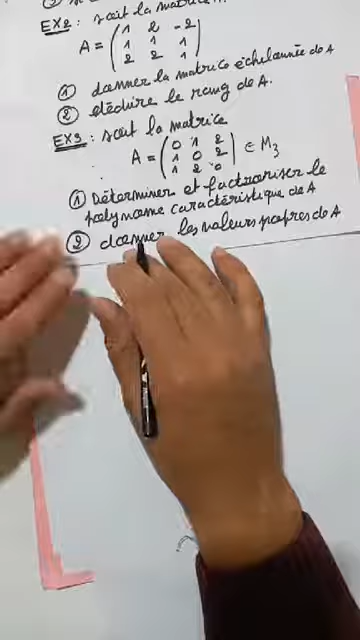 EX2 : soit la matrice
A = ( 1 2 -2
1 1 1
2 2 1 )
① donner la matrice échelonnée de A
② déduire le rang de A.
EX3 : soit la matrice
A = ( 0 1 2
1 0 2
1 2 0 ) ∈ M3
① Déterminer et factoriser le
polynome caractéristique de A
② donner les valeurs propres de A